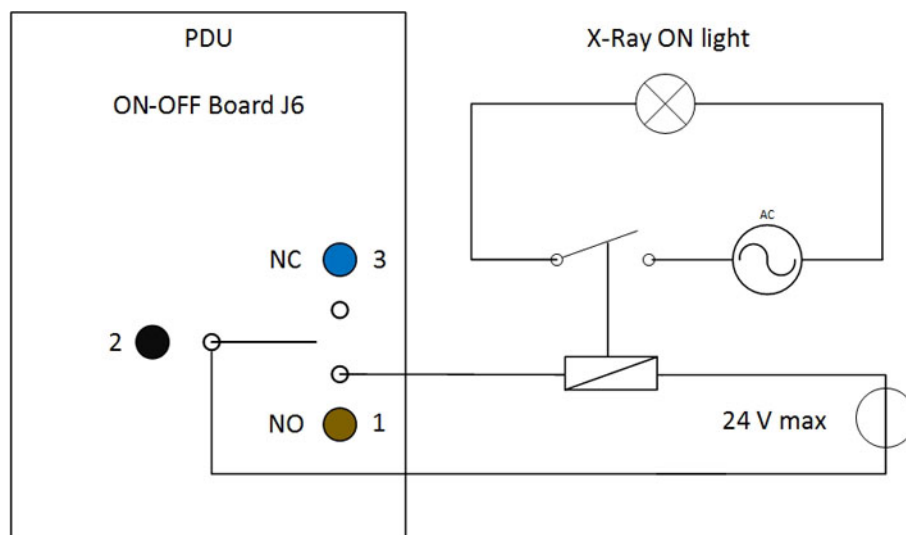 PDU
X-Ray ON light
ON-OFF Board J6
AC
NC 3
2
NO 1
24 V max